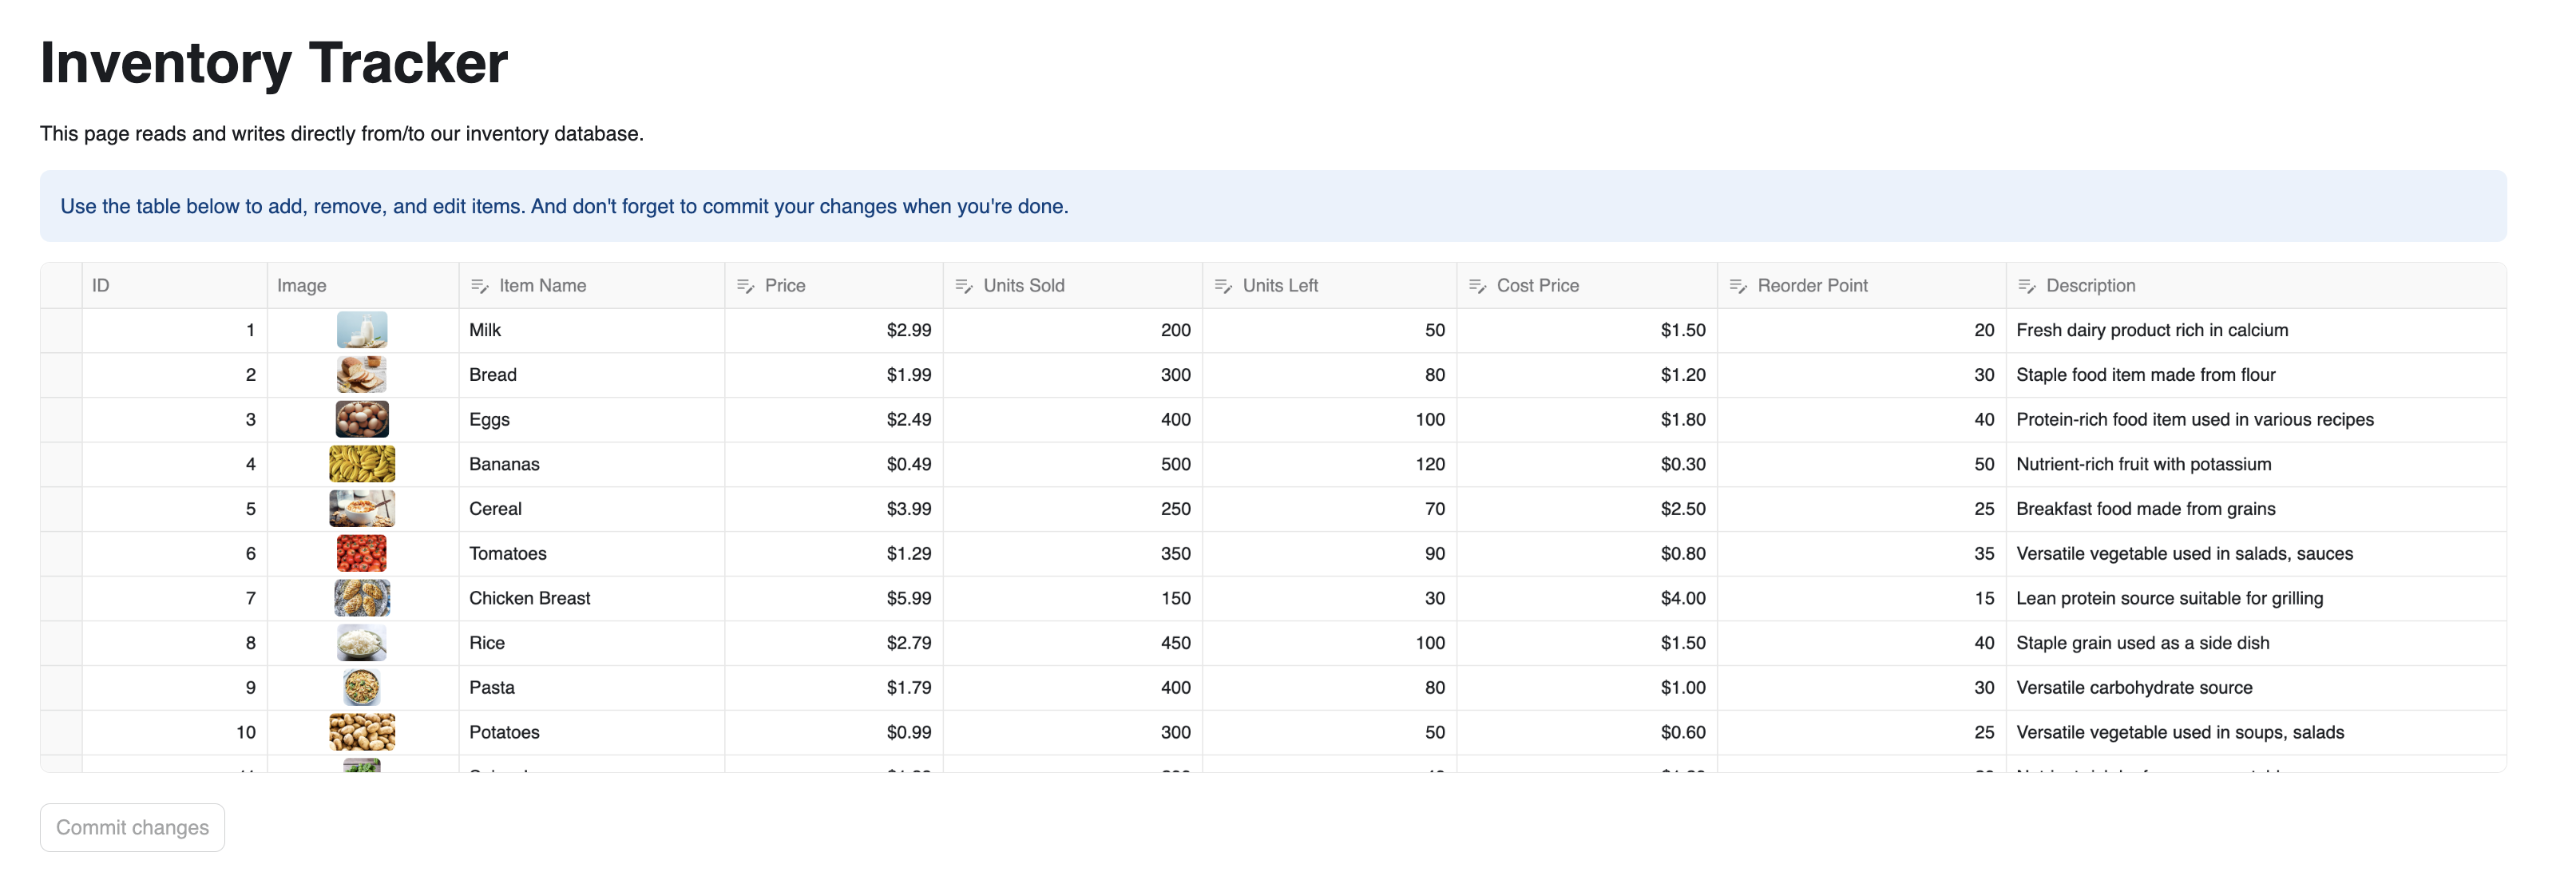 Inventory Tracker
This page reads and writes directly from/to our inventory database.
Use the table below to add, remove, and edit items. And don't forget to commit your changes when you're done.
ID Image Item Name Price Units Sold Units Left Cost Price Reorder Point Description
1 Milk $2.99 200 50 $1.50 20 Fresh dairy product rich in calcium
2 Bread $1.99 300 80 $1.20 30 Staple food item made from flour
3 Eggs $2.49 400 100 $1.80 40 Protein-rich food item used in various recipes
4 Bananas $0.49 500 120 $0.30 50 Nutrient-rich fruit with potassium
5 Cereal $3.99 250 70 $2.50 25 Breakfast food made from grains
6 Tomatoes $1.29 350 90 $0.80 35 Versatile vegetable used in salads, sauces
7 Chicken Breast $5.99 150 30 $4.00 15 Lean protein source suitable for grilling
8 Rice $2.79 450 100 $1.50 40 Staple grain used as a side dish
9 Pasta $1.79 400 80 $1.00 30 Versatile carbohydrate source
10 Potatoes $0.99 300 50 $0.60 25 Versatile vegetable used in soups, salads
Commit changes